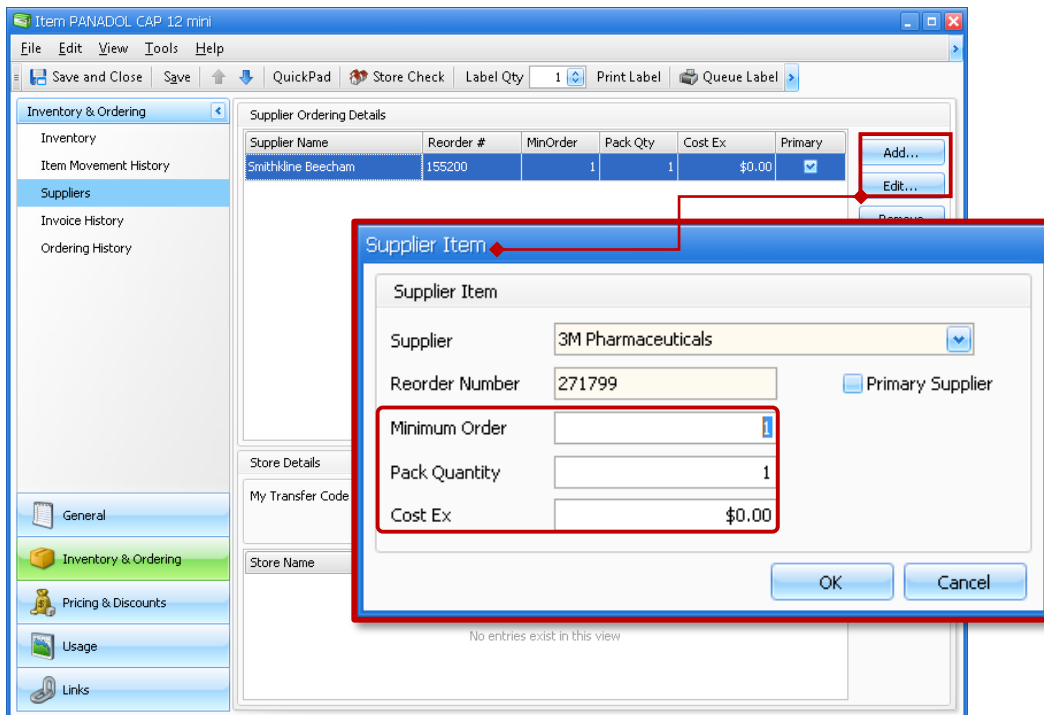 Item PANADOL CAP 12 mini
File Edit View Tools Help
Save and Close Save QuickPad Store Check Label Qty 1 Print Label Queue Label
Inventory & Ordering
Inventory
Item Movement History
Suppliers
Invoice History
Ordering History
General
Inventory & Ordering
Pricing & Discounts
Usage
Links
Supplier Ordering Details
Supplier Name Reorder # MinOrder Pack Qty Cost Ex Primary
Smithkline Beecham 155200 1 1 $0.00
Add...
Edit...
Store Details
My Transfer Code
Store Name
No entries exist in this view
Supplier Item
Supplier Item
Supplier 3M Pharmaceuticals
Reorder Number 271799 Primary Supplier
Minimum Order 1
Pack Quantity 1
Cost Ex $0.00
OK Cancel